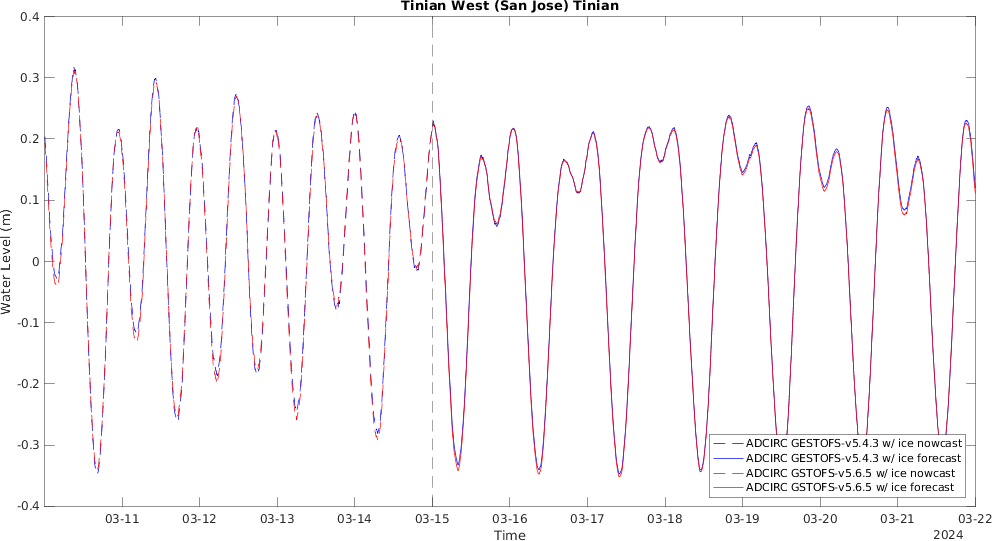 Tinian West (San Jose) Tinian
0.4
0.3
0.2
0.1
0
-0.1
-0.2
-0.3
-0.4
Water Level (m)
ADCIRC GESTOFS-v5.4.3 w/ ice nowcast
ADCIRC GESTOFS-v5.4.3 w/ ice forecast
ADCIRC GSTOFS-v5.6.5 w/ ice nowcast
ADCIRC GSTOFS-v5.6.5 w/ ice forecast
03-11 03-12 03-13 03-14 03-15 03-16 03-17 03-18 03-19 03-20 03-21 03-22
Time
2024